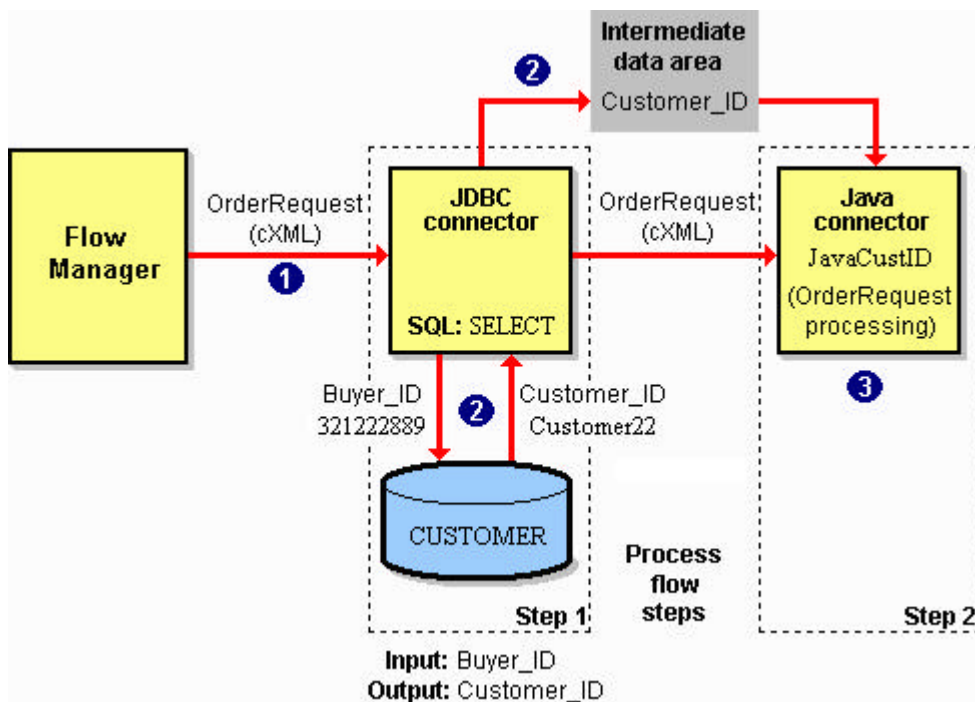 Intermediate
data area
Customer_ID
2
Flow
Manager
OrderRequest
(cXML)
1
JDBC
connector
SQL: SELECT
OrderRequest
(cXML)
Java
connector
JavaCustID
(OrderRequest
processing)
3
Buyer_ID
321222889
2
Customer_ID
Customer22
CUSTOMER
Process
flow
steps
Step 1
Step 2
Input: Buyer_ID
Output: Customer_ID